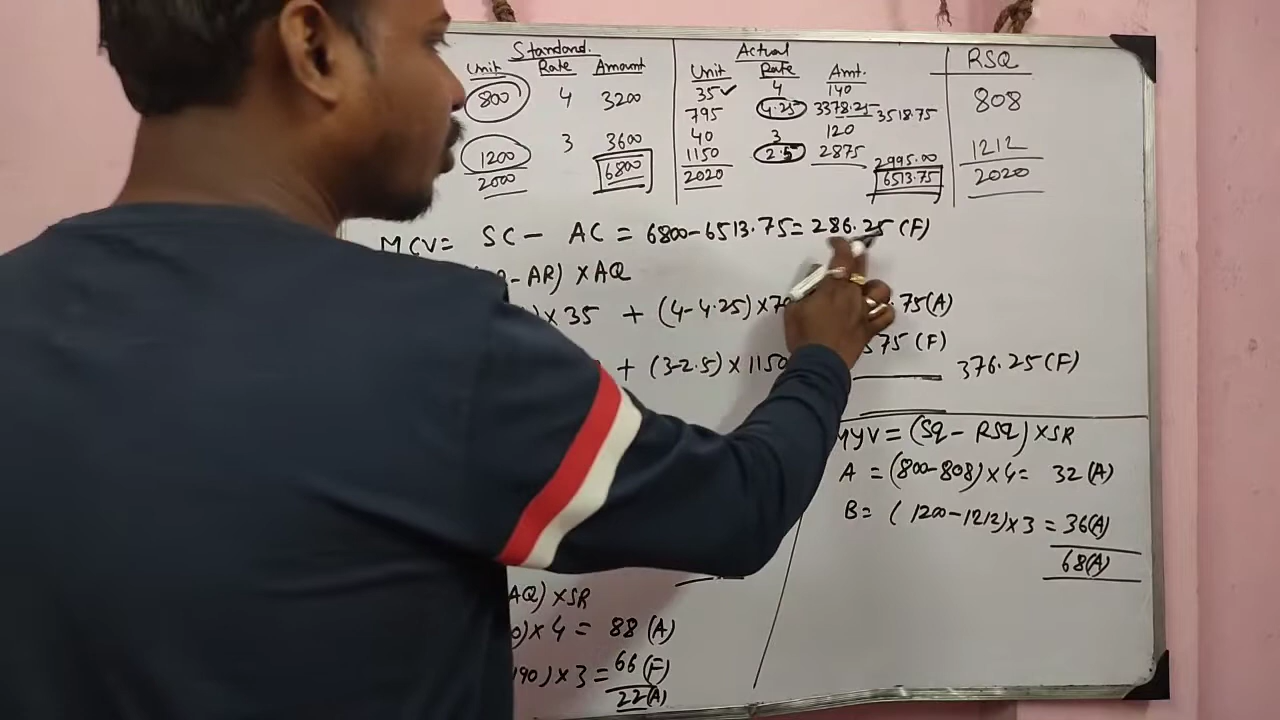 Standard.
Unit Rate Amount
800 4 3200
1200 3 3600
2000 6800
Actual
Unit Rate Amt.
35 ✓ 4 140
795 4.25 3378.25 3518.75
40 3 120
1150 2.5 2875 2995.00
2020 6513.75
RSQ
808
1212
2020
MCV = SC - AC = 6800-6513.75= 286.25 (F)
- AR) × AQ
× 35 + (4-4.25) × .75(A)
+ (3-2.5) × 1150 575 (F)
376.25 (F)
MYV = (SQ - RSQ) × SR
A = (800-808) × 4 = 32 (A)
B = (1200-1212) × 3 = 36(A)
68(A)
AQ) × SR
) × 4 = 88 (A)
190) × 3 = 66 (F)
22(A)